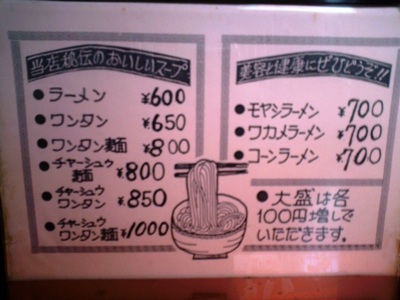 当店秘伝のおいしいスープ
●ラーメン ¥600
●ワンタン ¥650
●ワンタン麺 ¥800
●チャーシュウ
麺 ¥800
●チャーシュウ
ワンタン ¥850
●チャーシュウ
ワンタン麺 ¥1000
美容と健康にぜひどうぞ!!
●モヤシラーメン ¥700
●ワカメラーメン ¥700
●コーンラーメン ¥700
●大盛は各
100円増しで
いただきます。